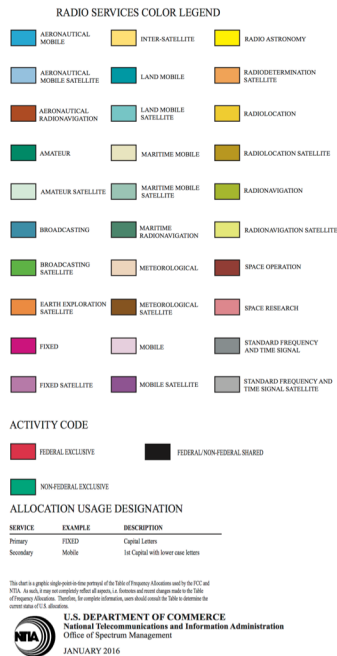 RADIO SERVICES COLOR LEGEND
AERONAUTICAL
MOBILE
INTER-SATELLITE
RADIO ASTRONOMY
AERONAUTICAL
MOBILE SATELLITE
LAND MOBILE
RADIODETERMINATION
SATELLITE
AERONAUTICAL
RADIONAVIGATION
LAND MOBILE
SATELLITE
RADIOLOCATION
AMATEUR
MARITIME MOBILE
RADIOLOCATION SATELLITE
AMATEUR SATELLITE
MARITIME MOBILE
SATELLITE
RADIONAVIGATION
BROADCASTING
MARITIME
RADIONAVIGATION
RADIONAVIGATION SATELLITE
BROADCASTING
SATELLITE
METEOROLOGICAL
SPACE OPERATION
EARTH EXPLORATION
SATELLITE
METEOROLOGICAL
SATELLITE
SPACE RESEARCH
FIXED
MOBILE
STANDARD FREQUENCY
AND TIME SIGNAL
FIXED SATELLITE
MOBILE SATELLITE
STANDARD FREQUENCY AND
TIME SIGNAL SATELLITE
ACTIVITY CODE
FEDERAL EXCLUSIVE
FEDERAL/NON-FEDERAL SHARED
NON-FEDERAL EXCLUSIVE
ALLOCATION USAGE DESIGNATION
SERVICE EXAMPLE DESCRIPTION
Primary FIXED Capital Letters
Secondary Mobile 1st Capital with lower case letters
This chart is a graphic single-point-in-time portrayal of the Table of Frequency Allocations used by the FCC and
NTIA. As such, it may not completely reflect all aspects, i.e. footnotes and recent changes made to the Table
of Frequency Allocations. Therefore, for complete information, users should consult the Table to determine the
current status of U.S. allocations.
NTIA
U.S. DEPARTMENT OF COMMERCE
National Telecommunications and Information Administration
Office of Spectrum Management
JANUARY 2016